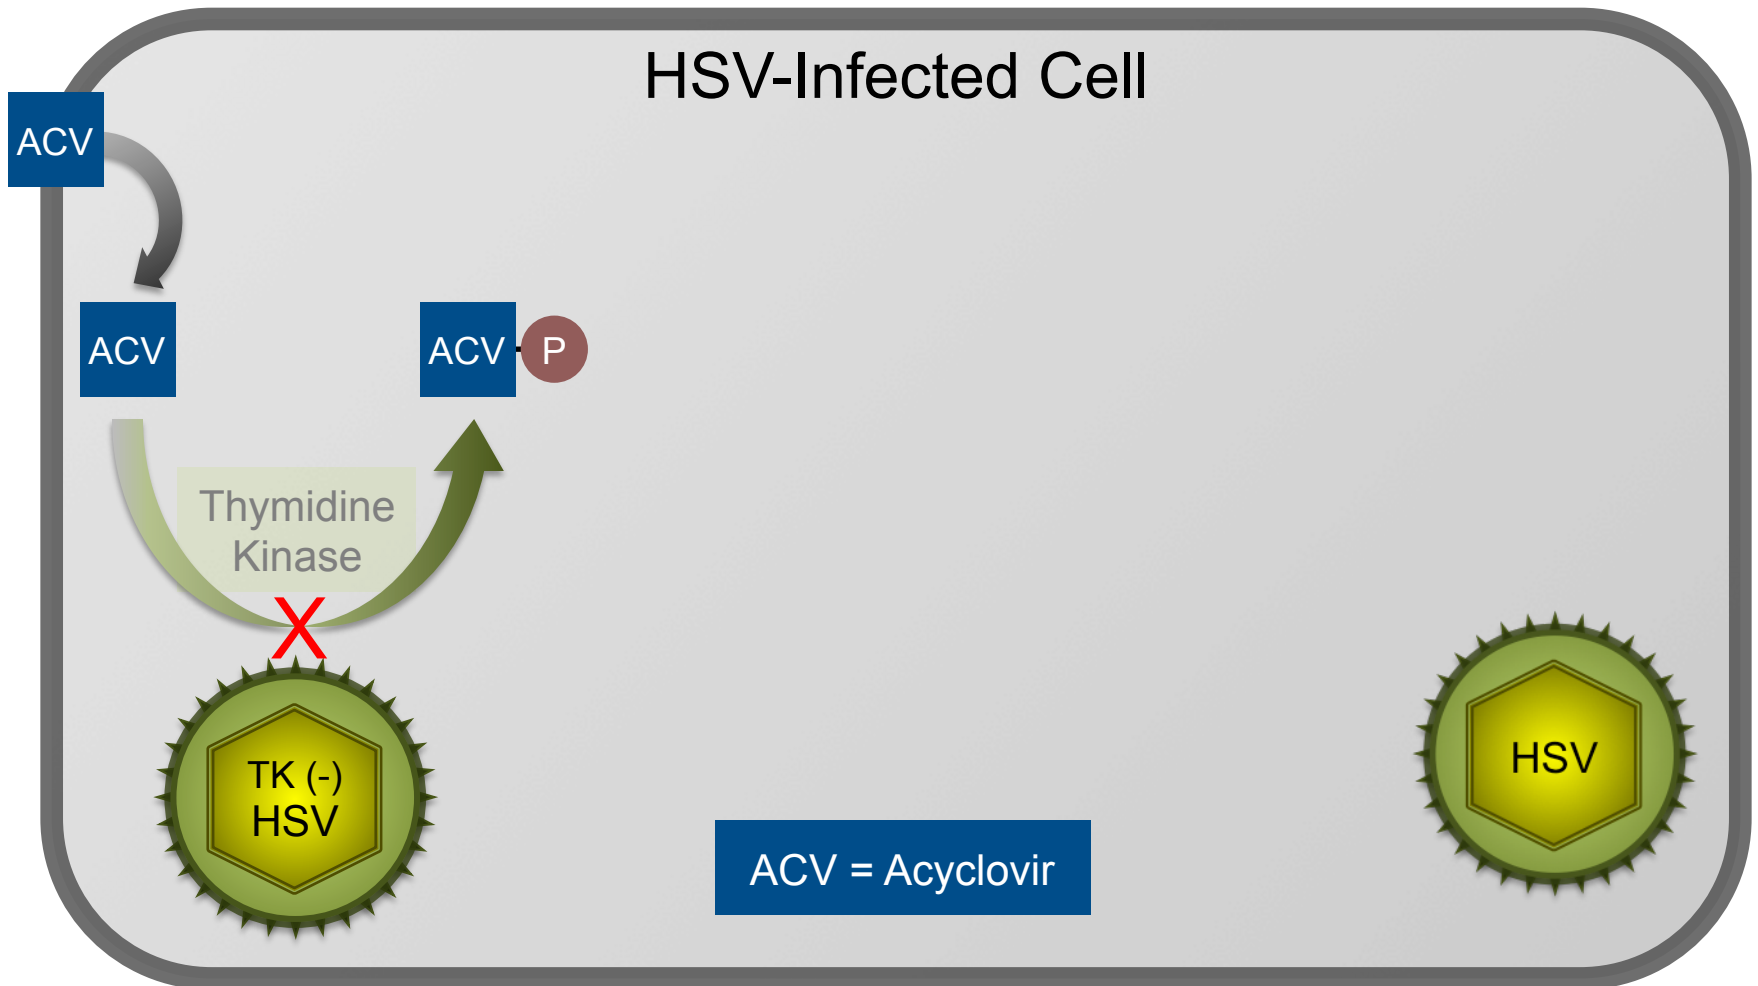 HSV-Infected Cell
ACV
ACV
ACV
P
Thymidine
Kinase
X
TK (-)
HSV
HSV
ACV = Acyclovir